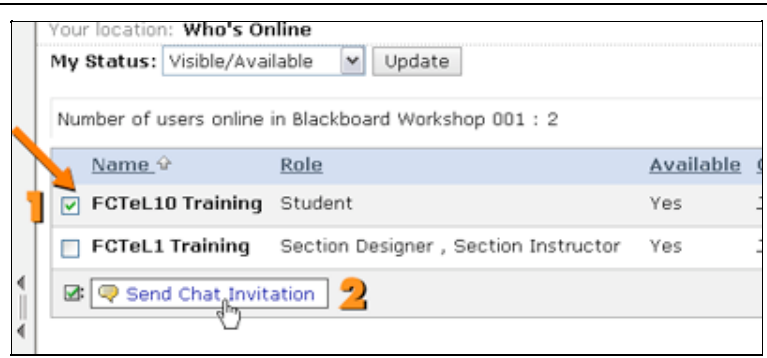 Your location: Who's Online
My Status: Visible/Available Update
Number of users online in Blackboard Workshop 001 : 2
Name Role Available
1 FCTeL10 Training Student Yes
FCTeL1 Training Section Designer , Section Instructor Yes
Send Chat Invitation 2